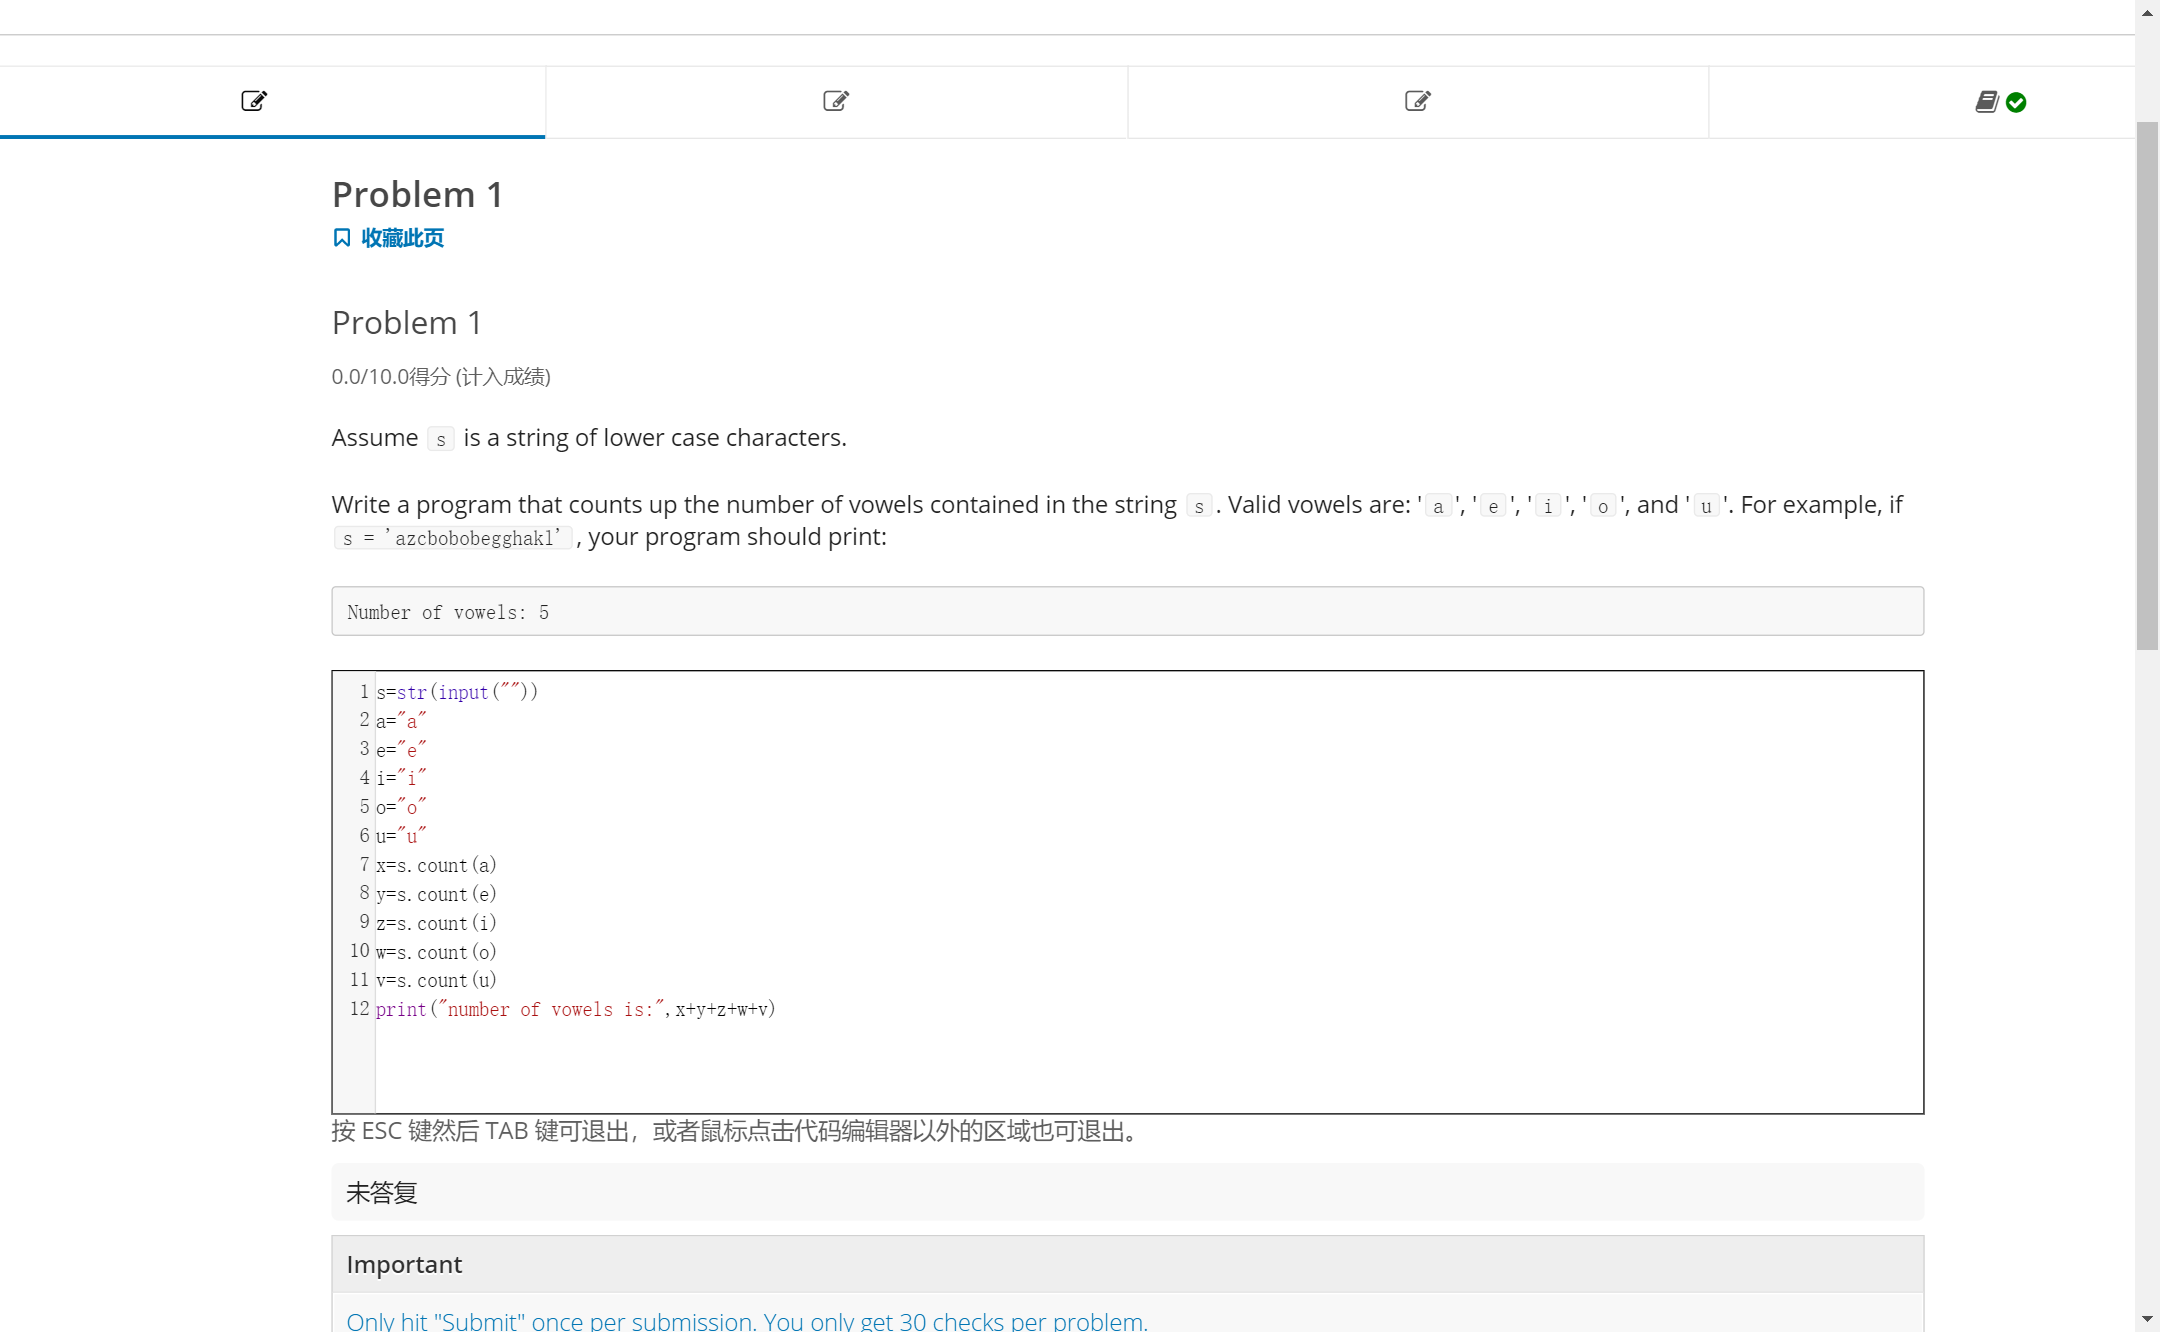 Problem 1
收藏此页
Problem 1
0.0/10.0得分 (计入成绩)
Assume s is a string of lower case characters.
Write a program that counts up the number of vowels contained in the string s. Valid vowels are: 'a', 'e', 'i', 'o', and 'u'. For example, if
s = 'azcbobobegghakl', your program should print:
Number of vowels: 5
1 s=str(input(""))
2 a="a"
3 e="e"
4 i="i"
5 o="o"
6 u="u"
7 x=s.count(a)
8 y=s.count(e)
9 z=s.count(i)
10 w=s.count(o)
11 v=s.count(u)
12 print("number of vowels is:",x+y+z+w+v)
按 ESC 键然后 TAB 键可退出，或者鼠标点击代码编辑器以外的区域也可退出。
未答复
Important
Only hit "Submit" once per submission. You only get 30 checks per problem.